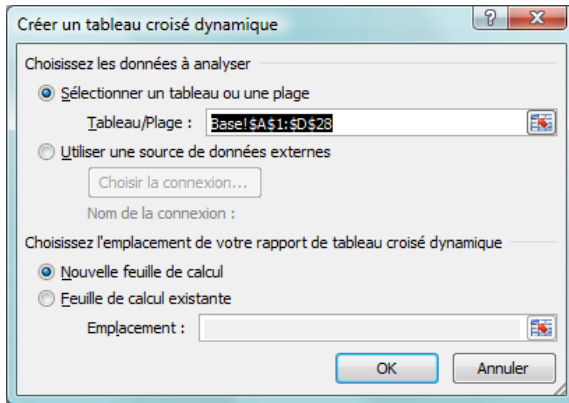 Créer un tableau croisé dynamique
Choisissez les données à analyser
Sélectionner un tableau ou une plage
Tableau/Plage : Base!$A$1:$D$28
Utiliser une source de données externes
Choisir la connexion...
Nom de la connexion :
Choisissez l'emplacement de votre rapport de tableau croisé dynamique
Nouvelle feuille de calcul
Feuille de calcul existante
Emplacement :
OK Annuler